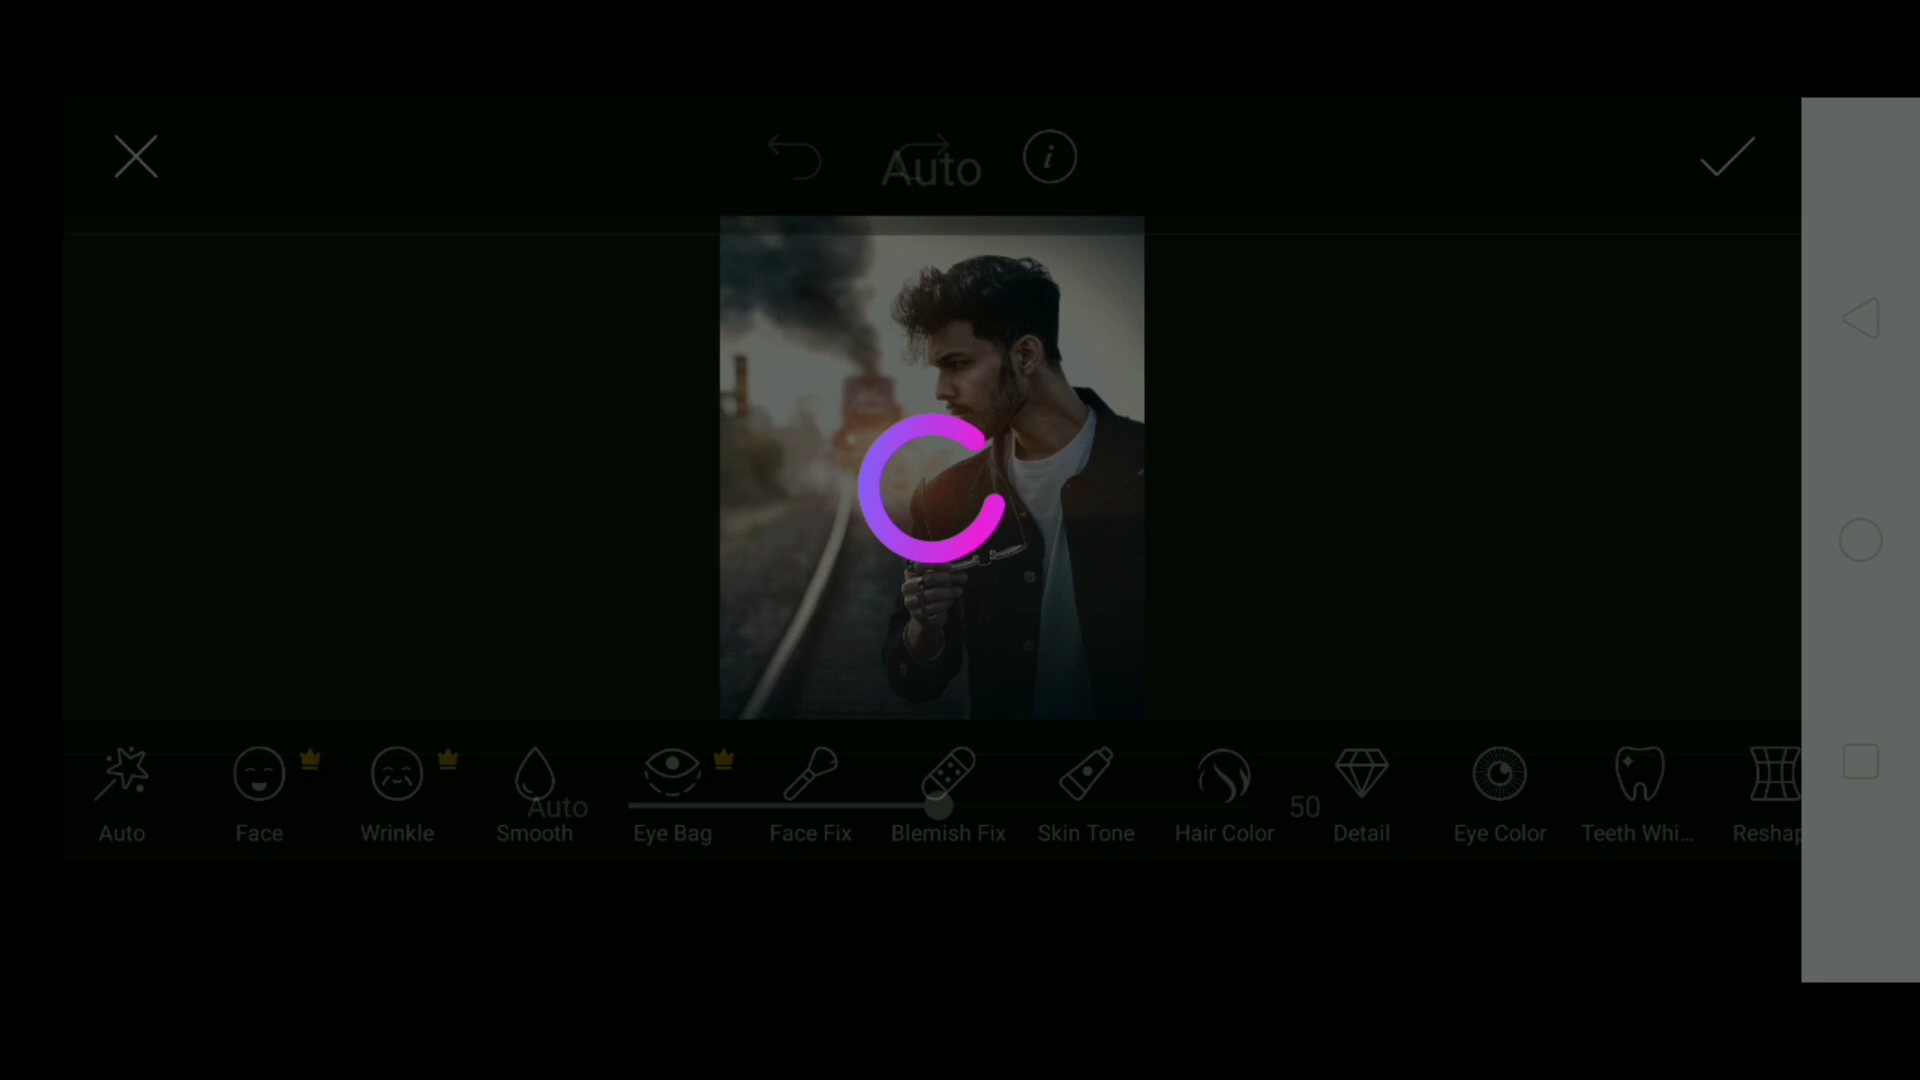 Auto
Auto 50
Auto Face Wrinkle Smooth Eye Bag Face Fix Blemish Fix Skin Tone Hair Color Detail Eye Color Teeth Whi... Reshap